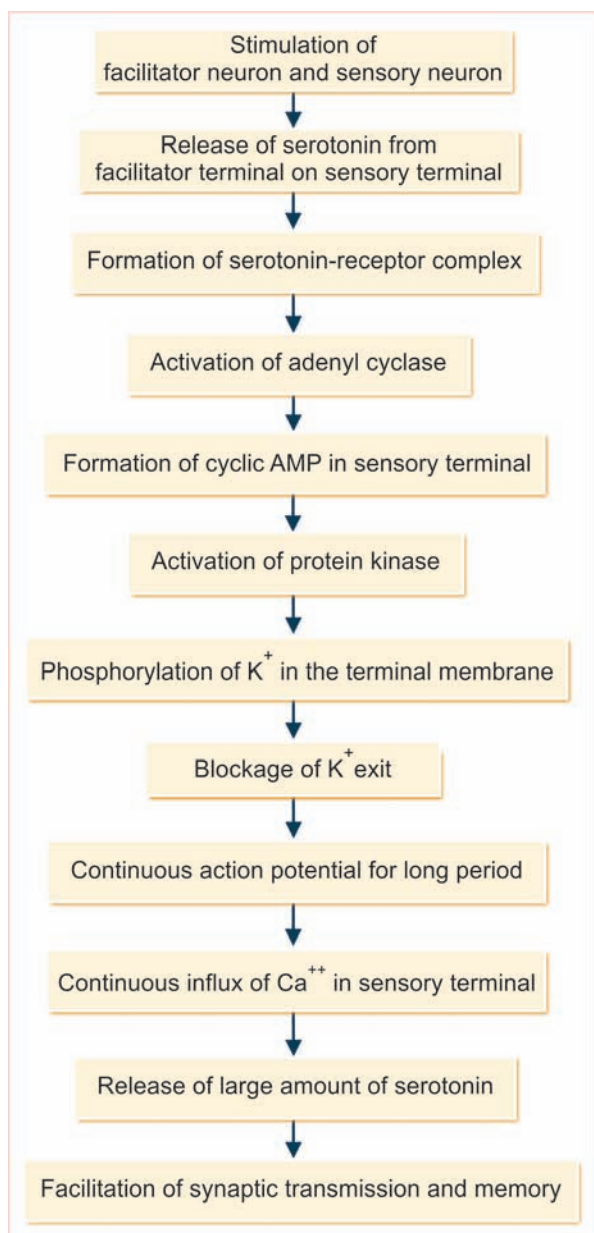 Stimulation of
facilitator neuron and sensory neuron
Release of serotonin from
facilitator terminal on sensory terminal
Formation of serotonin-receptor complex
Activation of adenyl cyclase
Formation of cyclic AMP in sensory terminal
Activation of protein kinase
Phosphorylation of K⁺ in the terminal membrane
Blockage of K⁺ exit
Continuous action potential for long period
Continuous influx of Ca⁺⁺ in sensory terminal
Release of large amount of serotonin
Facilitation of synaptic transmission and memory